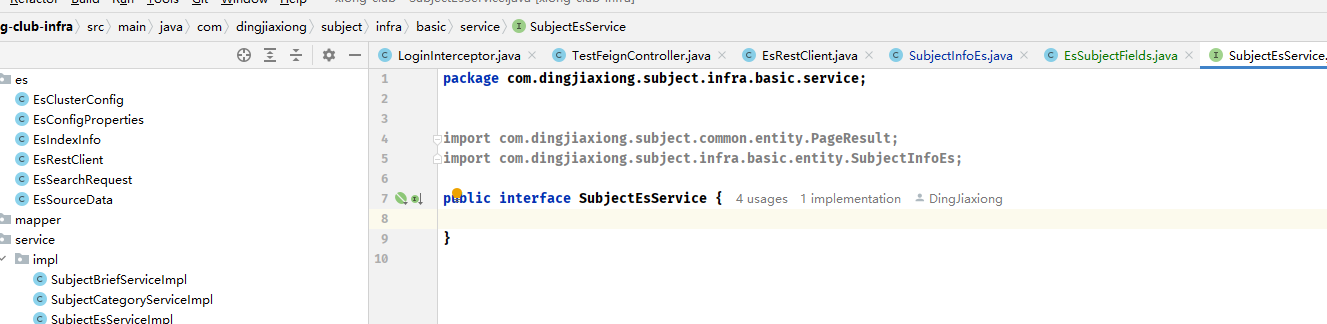 Refactor Build Run Tools Git Window Help xiong-club - SubjectEsService.java [xiong-club-infra]
g-club-infra src main java com dingjiaxiong subject infra basic service SubjectEsService
LoginInterceptor.java TestFeignController.java EsRestClient.java SubjectInfoEs.java EsSubjectFields.java SubjectEsService.
es
EsClusterConfig
EsConfigProperties
EsIndexInfo
EsRestClient
EsSearchRequest
EsSourceData
mapper
service
impl
SubjectBriefServiceImpl
SubjectCategoryServiceImpl
SubjectEsServiceImpl
1 package com.dingjiaxiong.subject.infra.basic.service;
2
3
4 import com.dingjiaxiong.subject.common.entity.PageResult;
5 import com.dingjiaxiong.subject.infra.basic.entity.SubjectInfoEs;
6
7 public interface SubjectEsService { 4 usages 1 implementation DingJiaxiong
8
9 }
10